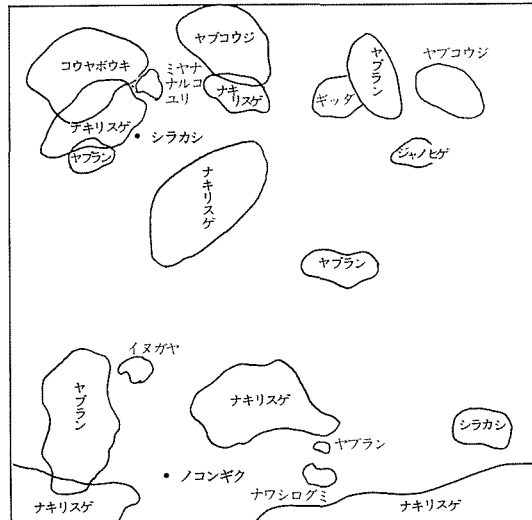 ヤブコウジ
コウヤボウキ
ミヤナ
ナルコ
ユリ
ナキ
リスゲ
ヤブラン
ヤブコウジ
ギッダ
ナキリスゲ
シラカシ
ヤブラン
ジャノヒゲ
ナキリスゲ
ヤブラン
イヌガヤ
ヤブラン
ナキリスゲ
シラカシ
ヤブラン
ノコンギク
ナワシログミ
ナキリスゲ
ナキリスゲ